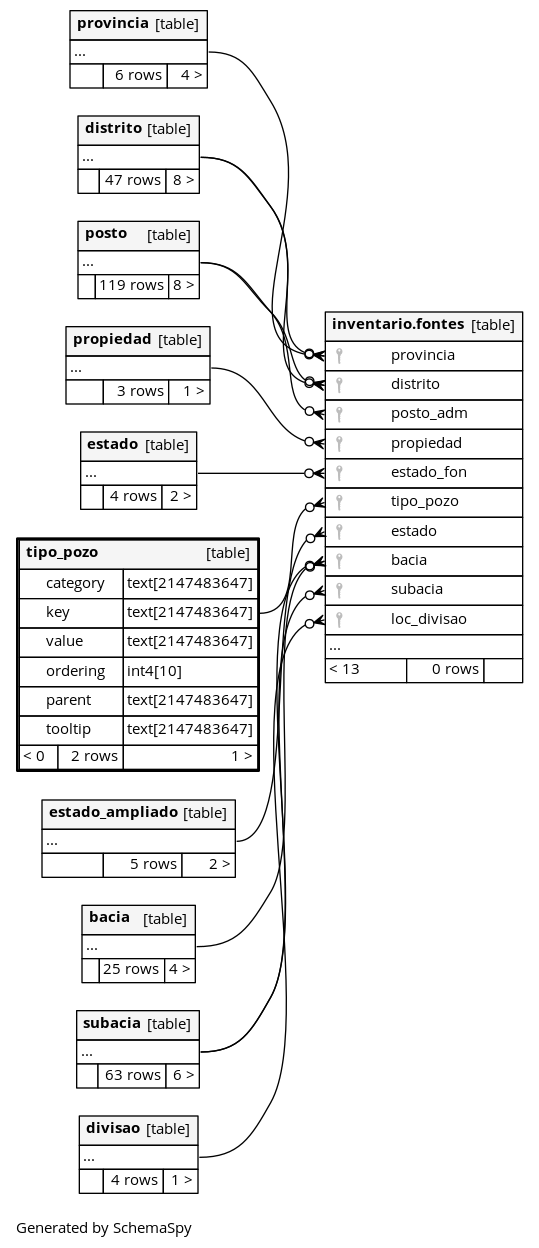 provincia [table]
...
6 rows 4 >
distrito [table]
...
47 rows 8 >
posto [table]
...
119 rows 8 >
propiedad [table]
...
3 rows 1 >
estado [table]
...
4 rows 2 >
tipo_pozo [table]
category text[2147483647]
key text[2147483647]
value text[2147483647]
ordering int4[10]
parent text[2147483647]
tooltip text[2147483647]
< 0 2 rows 1 >
estado_ampliado [table]
...
5 rows 2 >
bacia [table]
...
25 rows 4 >
subacia [table]
...
63 rows 6 >
divisao [table]
...
4 rows 1 >
inventario.fontes [table]
provincia
distrito
posto_adm
propiedad
estado_fon
tipo_pozo
estado
bacia
subacia
loc_divisao
...
< 13 0 rows
Generated by SchemaSpy